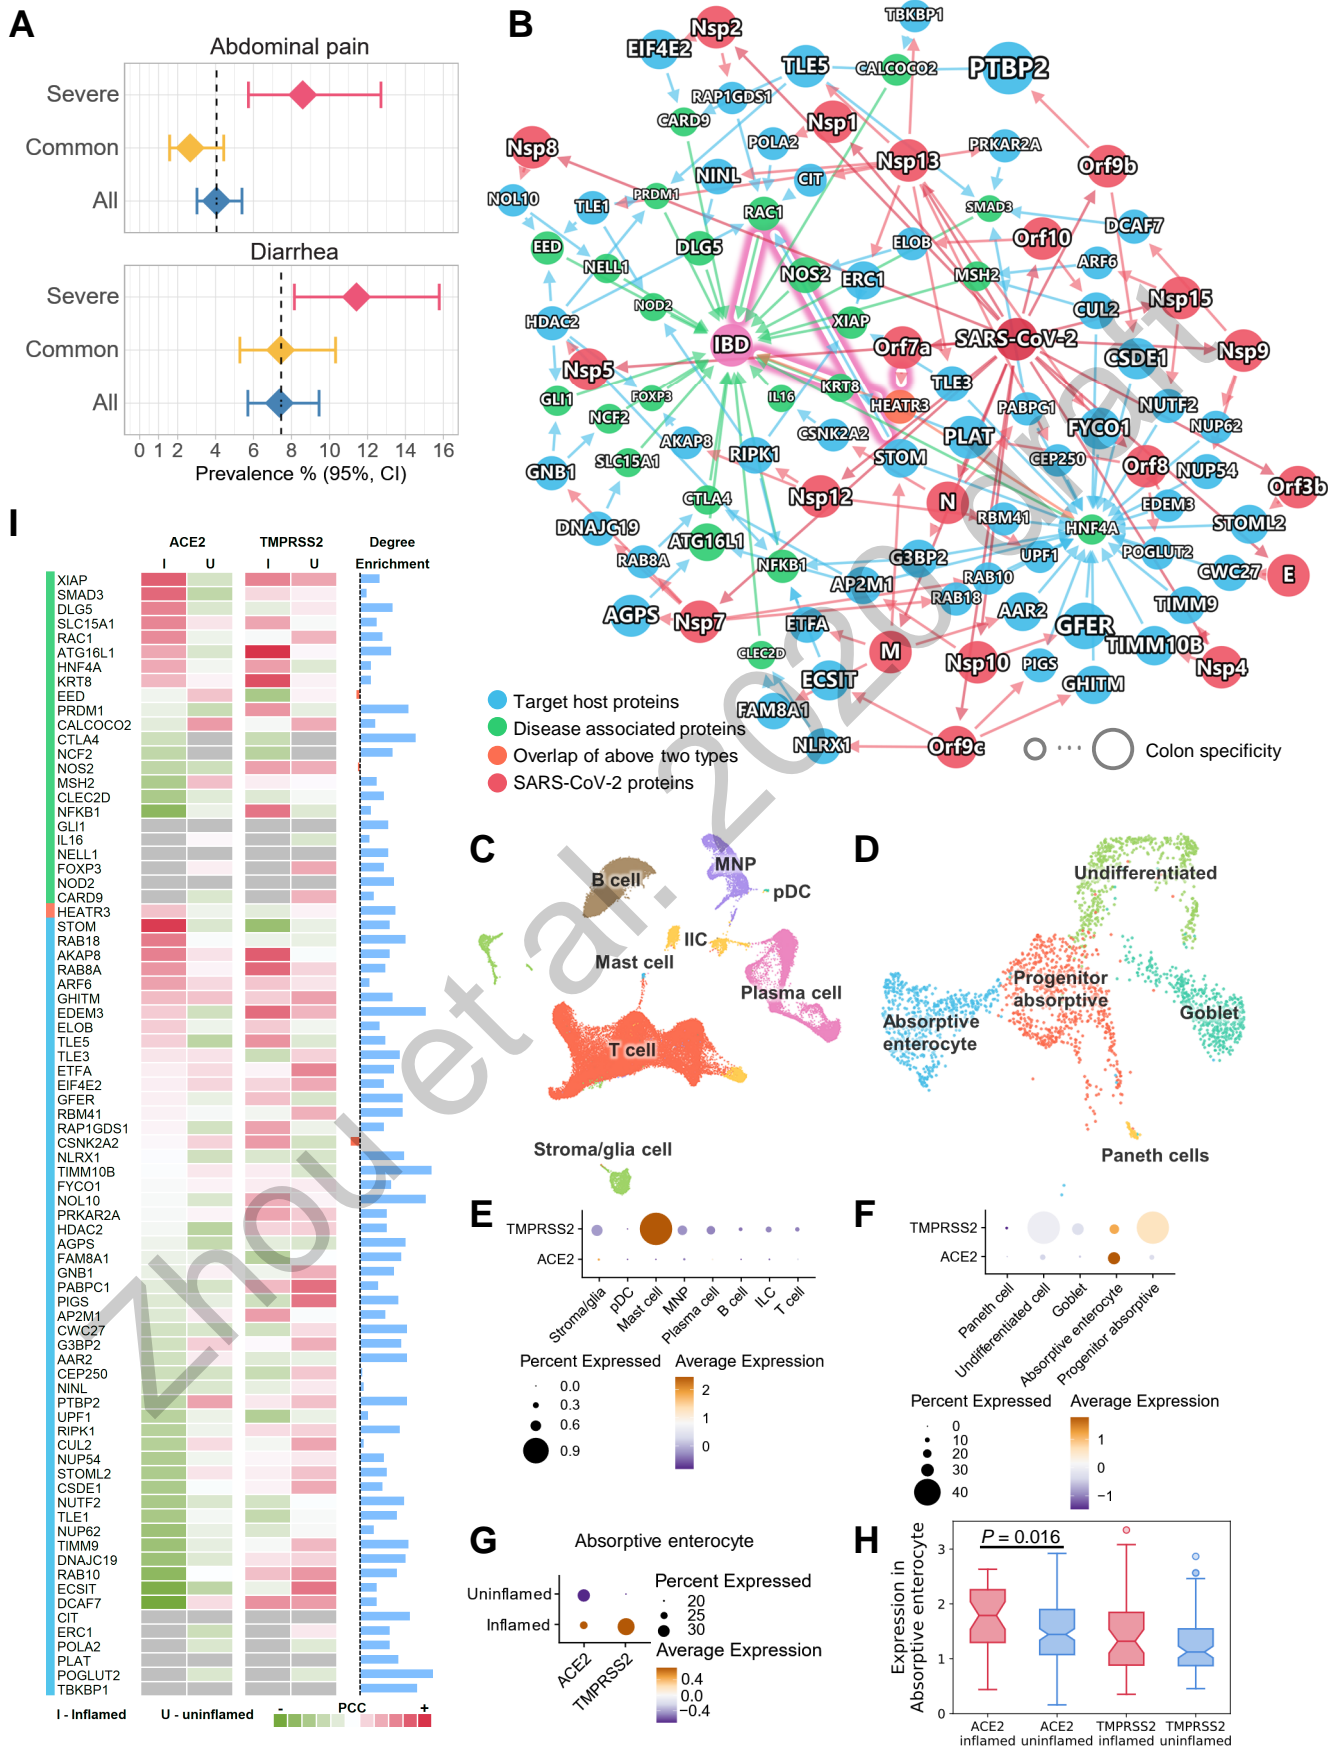 A
Abdominal pain
Severe
Common
All
Diarrhea
Severe
Common
All
0 1 2 4 6 8 10 12 14 16
Prevalence % (95%, CI)
B
Nsp2
TBKBP1
EIF4E2
TLE5
CALCOCO2
PTBP2
RAP1GDS1
CARD9
Nsp1
POLA2
Nsp8
Nsp13
PRKAR2A
Orf9b
NINL
CIT
NOL10
TLE1
PRDM1
RAC1
SMAD3
DCAF7
EED
DLG5
ELOB
Orf10
NELL1
NOS2
ERC1
MSH2
ARF6
NOD2
CUL2
Nsp15
HDAC2
XIAP
IBD
Orf7a
SARS-CoV-2
CSDE1
Nsp9
Nsp5
TLE3
GLI1
FOXP3
IL16
KRT8
HEATR3
PABPC1
NUTF2
NCF2
CSNK2A2
PLAT
FYCO1
NUP62
AKAP8
RIPK1
STOM
CEP250
Orf8
NUP54
GNB1
SLC15A1
Orf3b
CTLA4
Nsp12
N
EDEM3
DNAJC19
RBM41
HNF4A
STOML2
ATG16L1
RAB8A
NFKB1
G3BP2
UPF1
POGLUT2
CWC27
E
AP2M1
RAB10
RAB18
AGPS
Nsp7
ETFA
AAR2
GFER
TIMM9
TIMM10B
CLEC2D
M
Nsp10
PIGS
Nsp4
ECSIT
GHITM
FAM8A1
NLRX1
Orf9c
Target host proteins
Disease associated proteins
Overlap of above two types
SARS-CoV-2 proteins
Colon specificity
I
ACE2 TMPRSS2 Degree
I U I U Enrichment
XIAP
SMAD3
DLG5
SLC15A1
RAC1
ATG16L1
HNF4A
KRT8
EED
PRDM1
CALCOCO2
CTLA4
NCF2
NOS2
MSH2
CLEC2D
NFKB1
GLI1
IL16
NELL1
FOXP3
NOD2
CARD9
HEATR3
STOM
RAB18
AKAP8
RAB8A
ARF6
GHITM
EDEM3
ELOB
TLE5
TLE3
ETFA
EIF4E2
GFER
RBM41
RAP1GDS1
CSNK2A2
NLRX1
TIMM10B
FYCO1
NOL10
PRKAR2A
HDAC2
AGPS
FAM8A1
GNB1
PABPC1
PIGS
AP2M1
CWC27
G3BP2
AAR2
CEP250
NINL
PTBP2
UPF1
RIPK1
CUL2
NUP54
STOML2
CSDE1
NUTF2
TLE1
NUP62
TIMM9
DNAJC19
RAB10
ECSIT
DCAF7
CIT
ERC1
POLA2
PLAT
POGLUT2
TBKBP1
I - Inflamed U - uninflamed - PCC +
C
B cell
MNP
pDC
IIC
Mast cell
Plasma cell
T cell
Stroma/glia cell
D
Undifferentiated
Progenitor
absorptive
Absorptive
enterocyte
Goblet
Paneth cells
E
TMPRSS2
ACE2
Stroma/glia
pDC
Mast cell
MNP
Plasma cell
B cell
ILC
T cell
Percent Expressed
0.0
0.3
0.6
0.9
Average Expression
2
1
0
F
TMPRSS2
ACE2
Paneth cell
Undifferentiated cell
Goblet
Absorptive enterocyte
Progenitor absorptive
Percent Expressed
0
10
20
30
40
Average Expression
1
0
−1
G
Absorptive enterocyte
Uninflamed
Inflamed
ACE2
TMPRSS2
Percent Expressed
20
25
30
Average Expression
0.4
0.0
−0.4
H
P = 0.016
Expression in
Absorptive enterocyte
3
2
1
0
ACE2 ACE2 TMPRSS2 TMPRSS2
inflamed uninflamed inflamed uninflamed
Zhou et al. 2020 draft